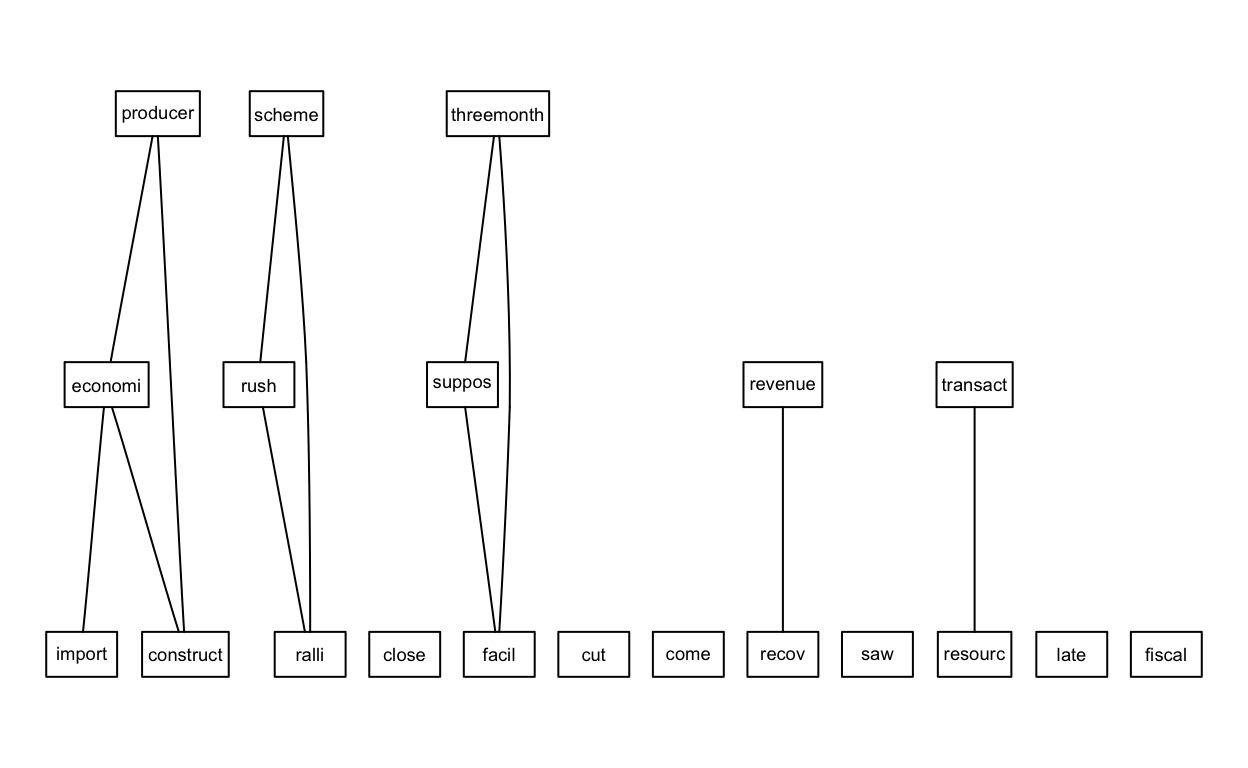 producer
scheme
threemonth
economi
rush
suppos
revenue
transact
import
construct
ralli
close
facil
cut
come
recov
saw
resourc
late
fiscal